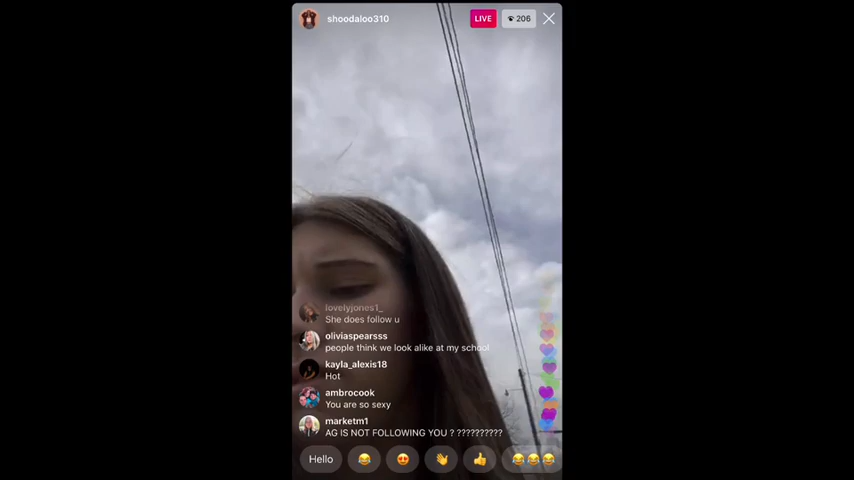 shoodaloo310
LIVE
206
lovelyjones1_
She does follow u
oliviaspearsss
people think we look alike at my school
kayla_alexis18
Hot
ambrocook
You are so sexy
marketm1
AG IS NOT FOLLOWING YOU ? ??????????
Hello